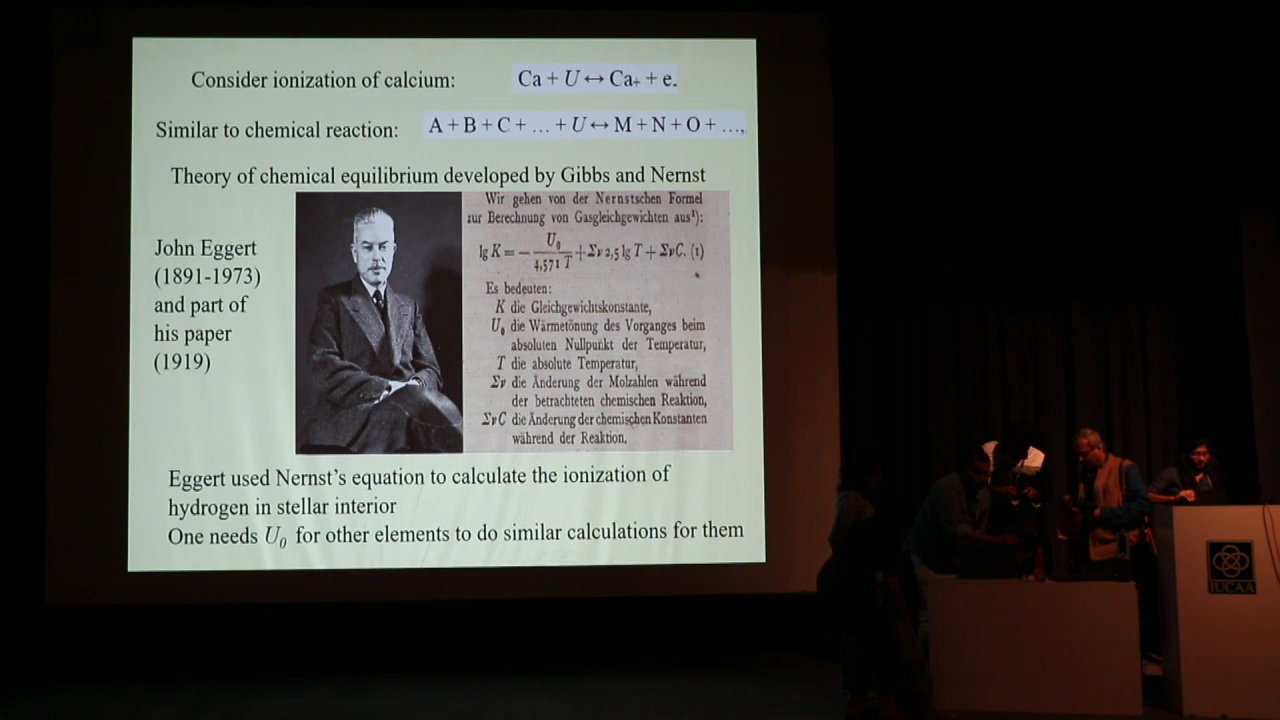 Consider ionization of calcium: Ca + U ↔ Ca+ + e.
Similar to chemical reaction: A + B + C + … + U ↔ M + N + O + …,
Theory of chemical equilibrium developed by Gibbs and Nernst
John Eggert
(1891-1973)
and part of
his paper
(1919)
Wir gehen von der Nernstschen Formel
zur Berechnung von Gasgleichgewichten aus¹):
lg K = − U₀ / 4,571 T + Σν 2,5 lg T + ΣνC. (1)
Es bedeuten:
K die Gleichgewichtskonstante,
U₀ die Wärmetönung des Vorganges beim
absoluten Nullpunkt der Temperatur,
T die absolute Temperatur,
Σν die Änderung der Molzahlen während
der betrachteten chemischen Reaktion,
ΣνC die Änderung der chemischen Konstanten
während der Reaktion.
Eggert used Nernst's equation to calculate the ionization of
hydrogen in stellar interior
One needs U₀ for other elements to do similar calculations for them
IUCAA